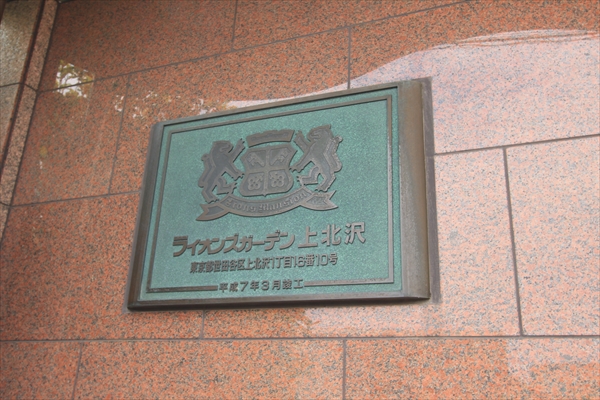 ライオンズガーデン上北沢
東京都世田谷区上北沢1丁目16番10号
平成7年3月竣工